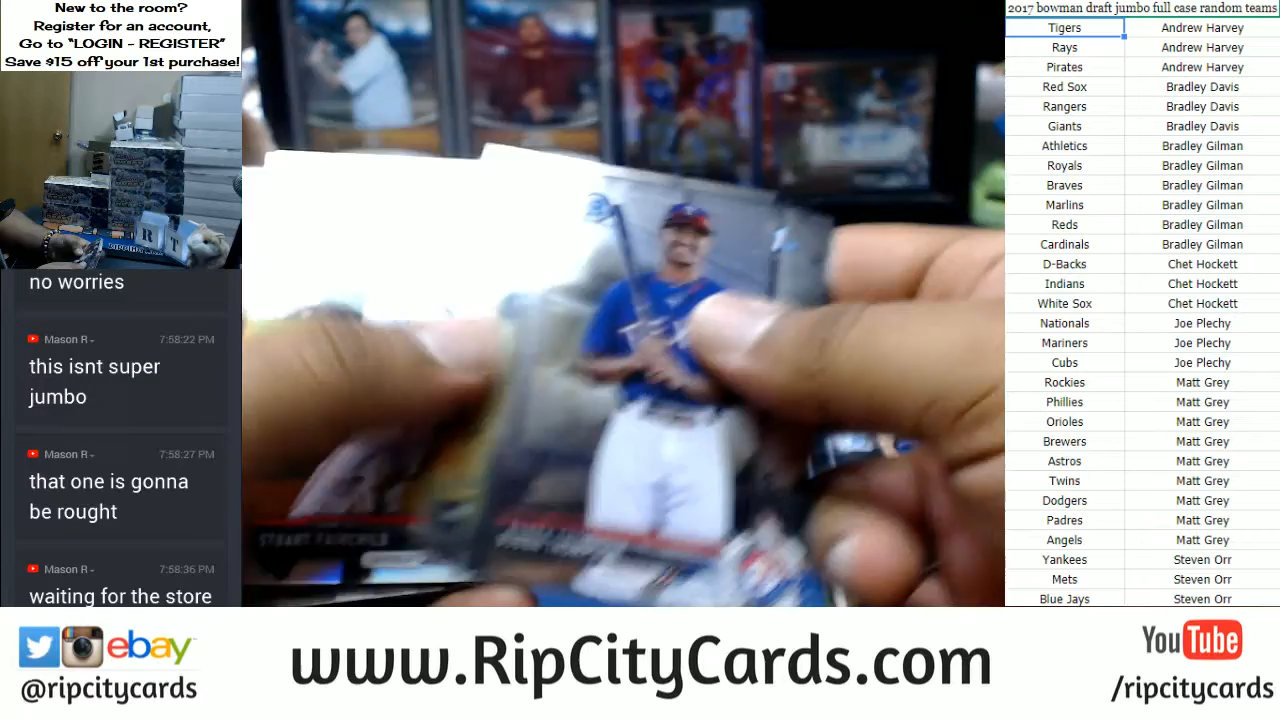 New to the room?
Register for an account,
Go to "LOGIN - REGISTER"
Save $15 off your 1st purchase!
no worries
Mason R- 7:58:22 PM
this isnt super
jumbo
Mason R- 7:58:27 PM
that one is gonna
be rought
Mason R- 7:58:36 PM
waiting for the store
STUART FAIRCHILD
R T
2017 bowman draft jumbo full case random teams
Tigers Andrew Harvey
Rays Andrew Harvey
Pirates Andrew Harvey
Red Sox Bradley Davis
Rangers Bradley Davis
Giants Bradley Davis
Athletics Bradley Gilman
Royals Bradley Gilman
Braves Bradley Gilman
Marlins Bradley Gilman
Reds Bradley Gilman
Cardinals Bradley Gilman
D-Backs Chet Hockett
Indians Chet Hockett
White Sox Chet Hockett
Nationals Joe Plechy
Mariners Joe Plechy
Cubs Joe Plechy
Rockies Matt Grey
Phillies Matt Grey
Orioles Matt Grey
Brewers Matt Grey
Astros Matt Grey
Twins Matt Grey
Dodgers Matt Grey
Padres Matt Grey
Angels Matt Grey
Yankees Steven Orr
Mets Steven Orr
Blue Jays Steven Orr
ebay
@ripcitycards
www.RipCityCards.com
YouTube
/ripcitycards